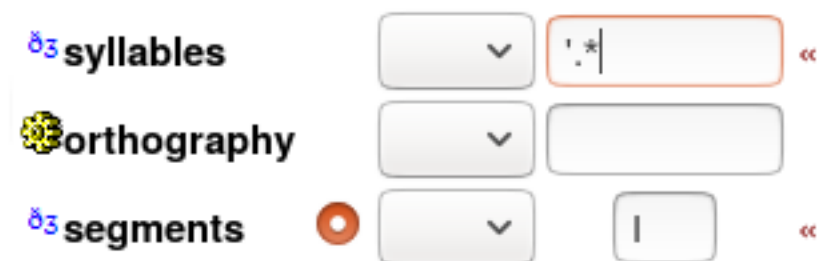 ðʒ syllables '.* «
orthography
ðʒ segments I «